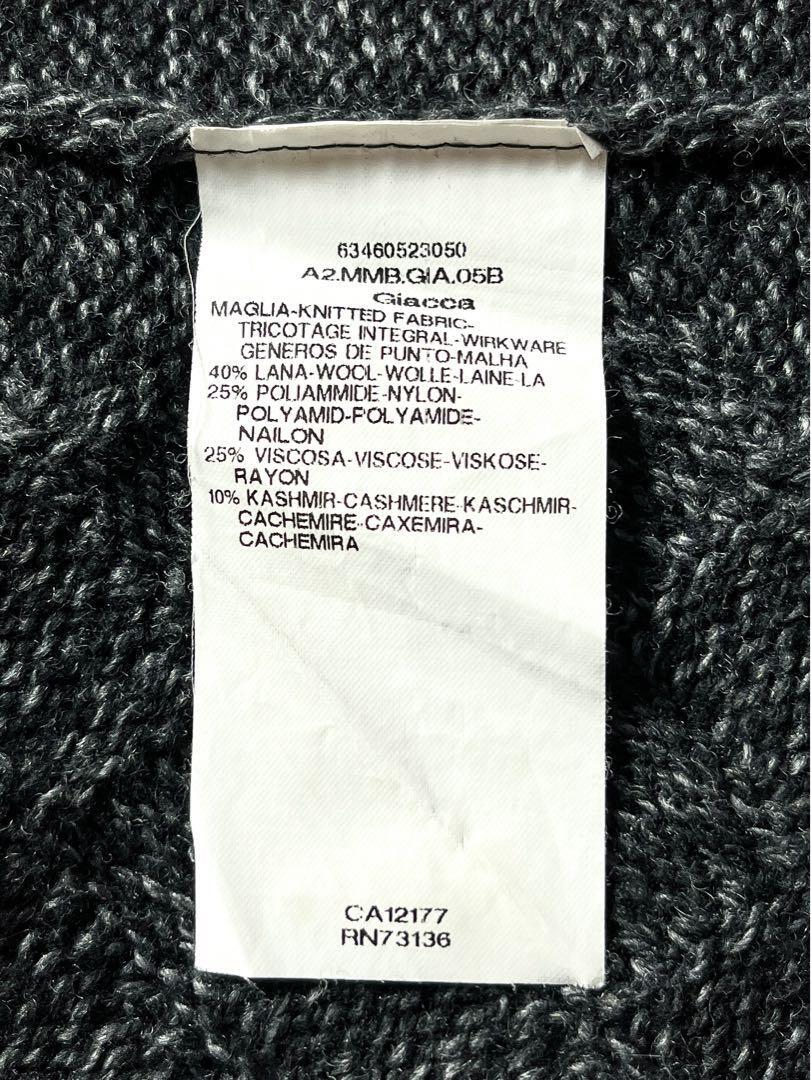 63460523050
A2.MMB.GIA.05B
Giacca
MAGLIA-KNITTED FABRIC-
TRICOTAGE INTEGRAL-WIRKWARE
GENEROS DE PUNTO-MALHA
40% LANA-WOOL-WOLLE-LAINE-LA
25% POLIAMMIDE-NYLON-
POLYAMID-POLYAMIDE-
NAILON
25% VISCOSA-VISCOSE-VISKOSE-
RAYON
10% KASHMIR-CASHMERE-KASCHMIR-
CACHEMIRE-CAXEMIRA-
CACHEMIRA
CA12177
RN73136